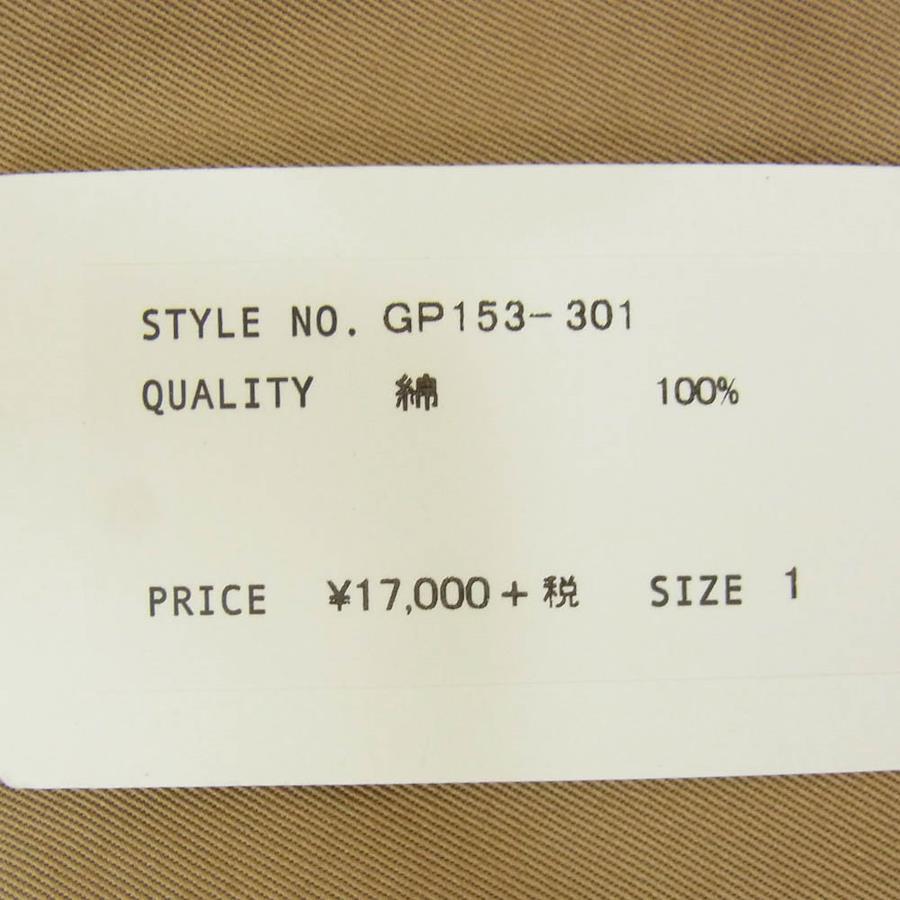 STYLE NO. GP153-301
QUALITY 綿 100%
PRICE ¥17,000+税 SIZE 1